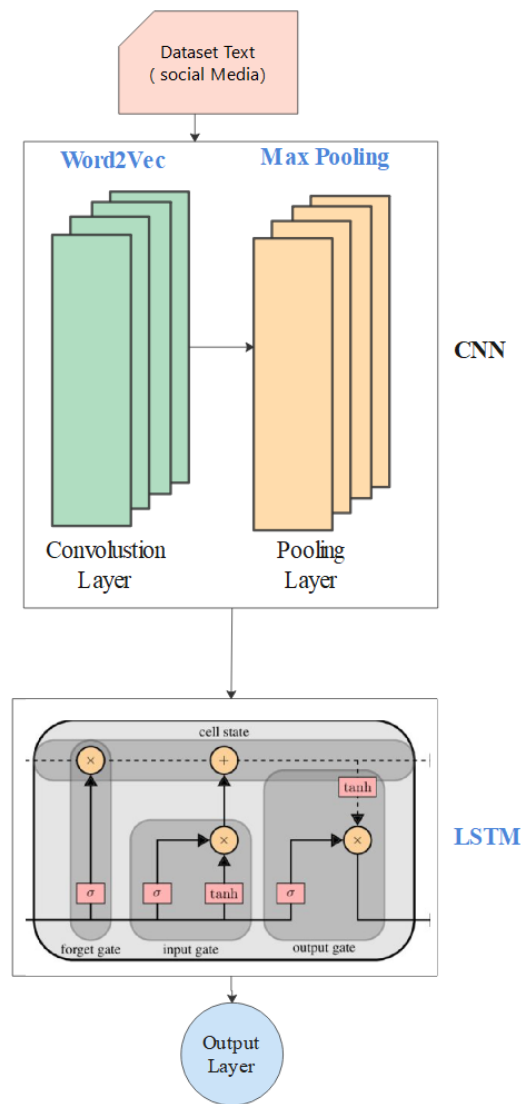 Dataset Text
( social Media)
Word2Vec
Max Pooling
CNN
Convolustion
Layer
Pooling
Layer
cell state
×
+
tanh
×
×
LSTM
σ
σ
tanh
σ
forget gate
input gate
output gate
Output
Layer